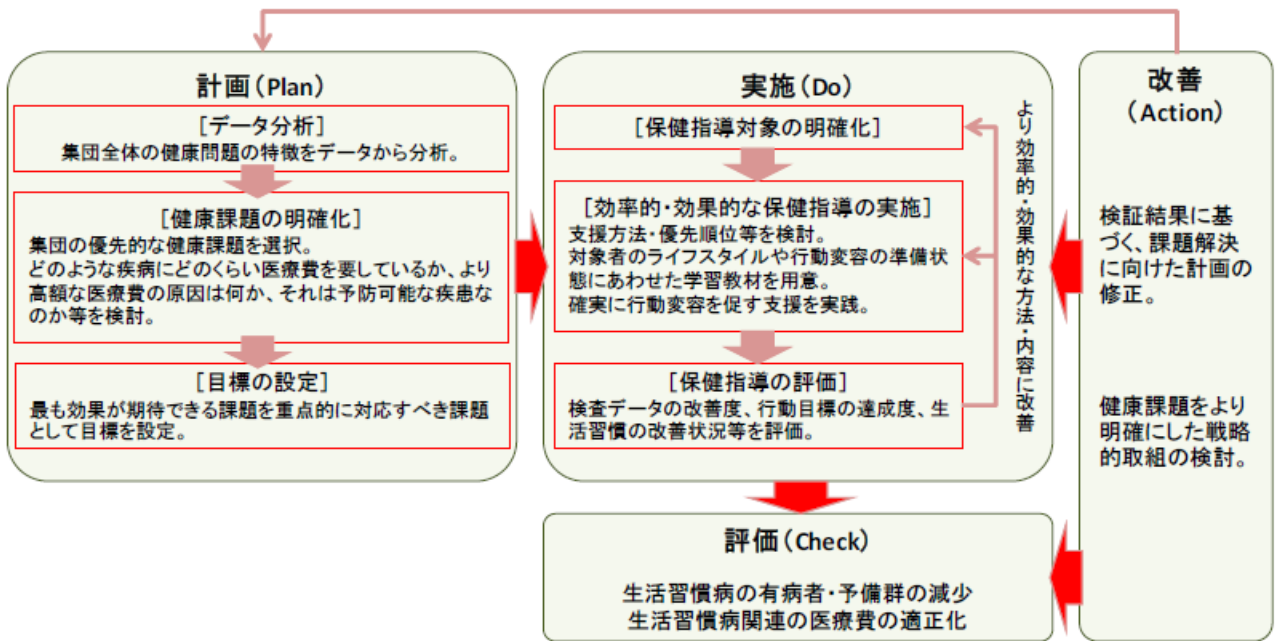 計画(Plan)
[データ分析]
集団全体の健康問題の特徴をデータから分析。
[健康課題の明確化]
集団の優先的な健康課題を選択。
どのような疾病にどのくらい医療費を要しているか、より
高額な医療費の原因は何か、それは予防可能な疾患な
のか等を検討。
[目標の設定]
最も効果が期待できる課題を重点的に対応すべき課題
として目標を設定。
実施(Do)
[保健指導対象の明確化]
[効率的・効果的な保健指導の実施]
支援方法・優先順位等を検討。
対象者のライフスタイルや行動変容の準備状
態にあわせた学習教材を用意。
確実に行動変容を促す支援を実践。
[保健指導の評価]
検査データの改善度、行動目標の達成度、生
活習慣の改善状況等を評価。
より効率的・効果的な方法・内容に改善
評価(Check)
生活習慣病の有病者・予備群の減少
生活習慣病関連の医療費の適正化
改善
(Action)
検証結果に基
づく、課題解決
に向けた計画の
修正。
健康課題をより
明確にした戦略
的取組の検討。